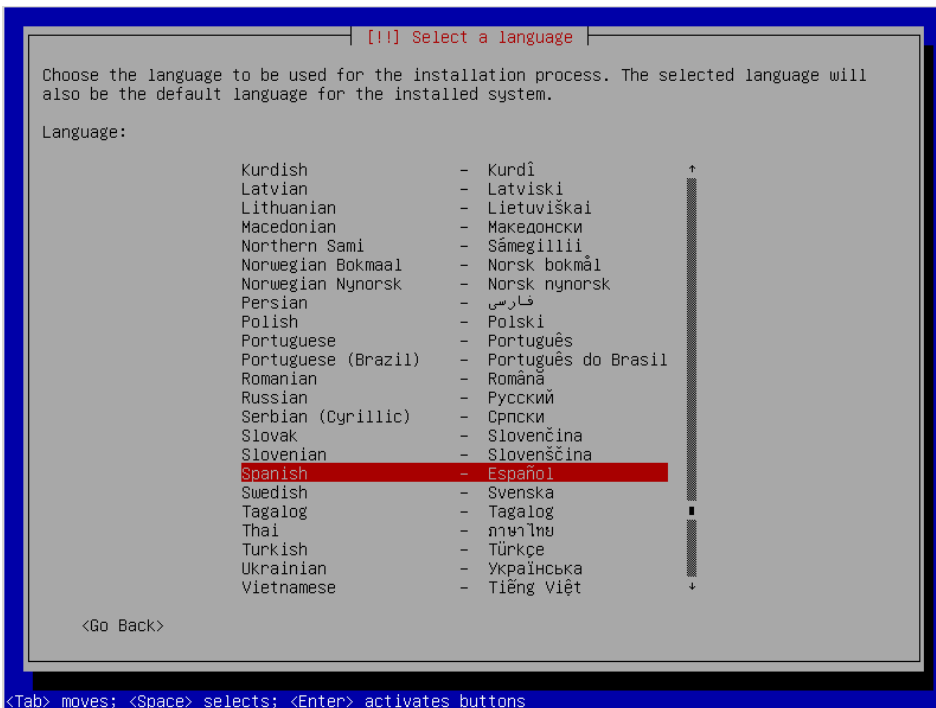 [!!] Select a language
Choose the language to be used for the installation process. The selected language will
also be the default language for the installed system.
Language:
Kurdish - Kurdî
Latvian - Latviski
Lithuanian - Lietuviškai
Macedonian - Македонски
Northern Sami - Sámegillii
Norwegian Bokmaal - Norsk bokmål
Norwegian Nynorsk - Norsk nynorsk
Persian - فارسی
Polish - Polski
Portuguese - Português
Portuguese (Brazil) - Português do Brasil
Romanian - Română
Russian - Русский
Serbian (Cyrillic) - Српски
Slovak - Slovenčina
Slovenian - Slovenščina
Spanish - Español
Swedish - Svenska
Tagalog - Tagalog
Thai - ภาษาไทย
Turkish - Türkçe
Ukrainian - Українська
Vietnamese - Tiếng Việt
<Go Back>
<Tab> moves; <Space> selects; <Enter> activates buttons